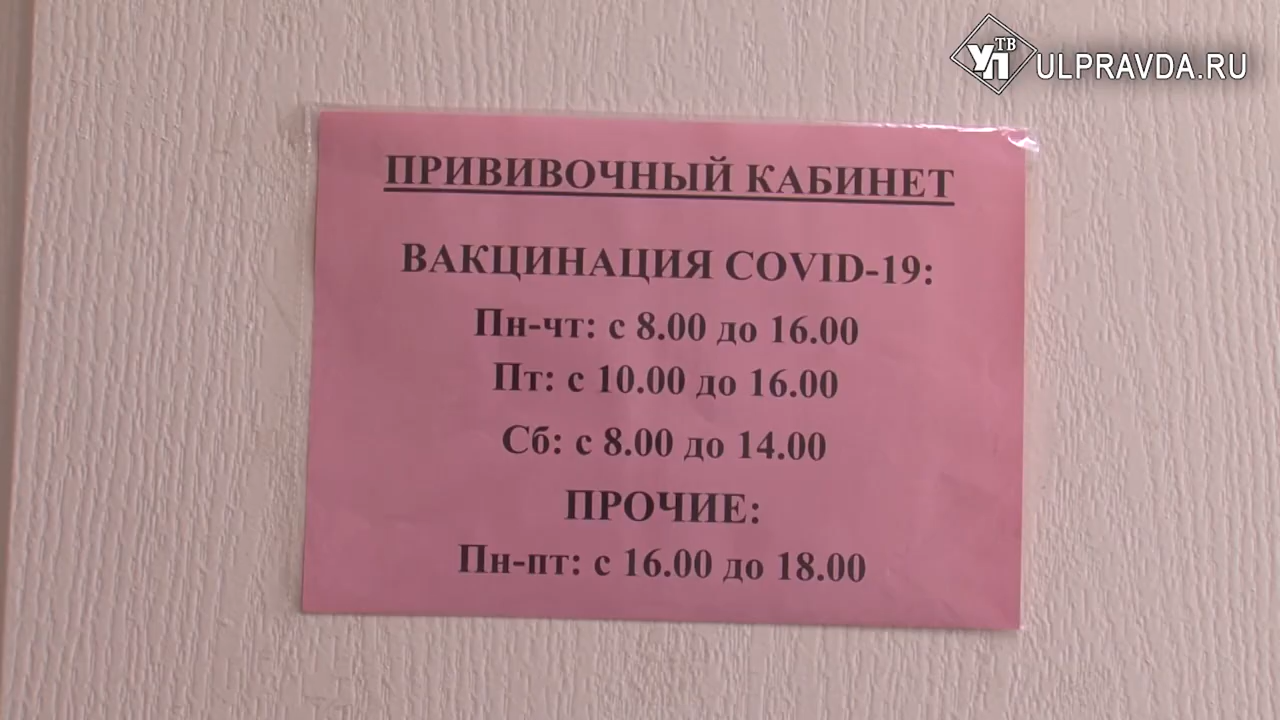 УП ТВ ULPRAVDA.RU
ПРИВИВОЧНЫЙ КАБИНЕТ
ВАКЦИНАЦИЯ COVID-19:
Пн-чт: с 8.00 до 16.00
Пт: с 10.00 до 16.00
Сб: с 8.00 до 14.00
ПРОЧИЕ:
Пн-пт: с 16.00 до 18.00